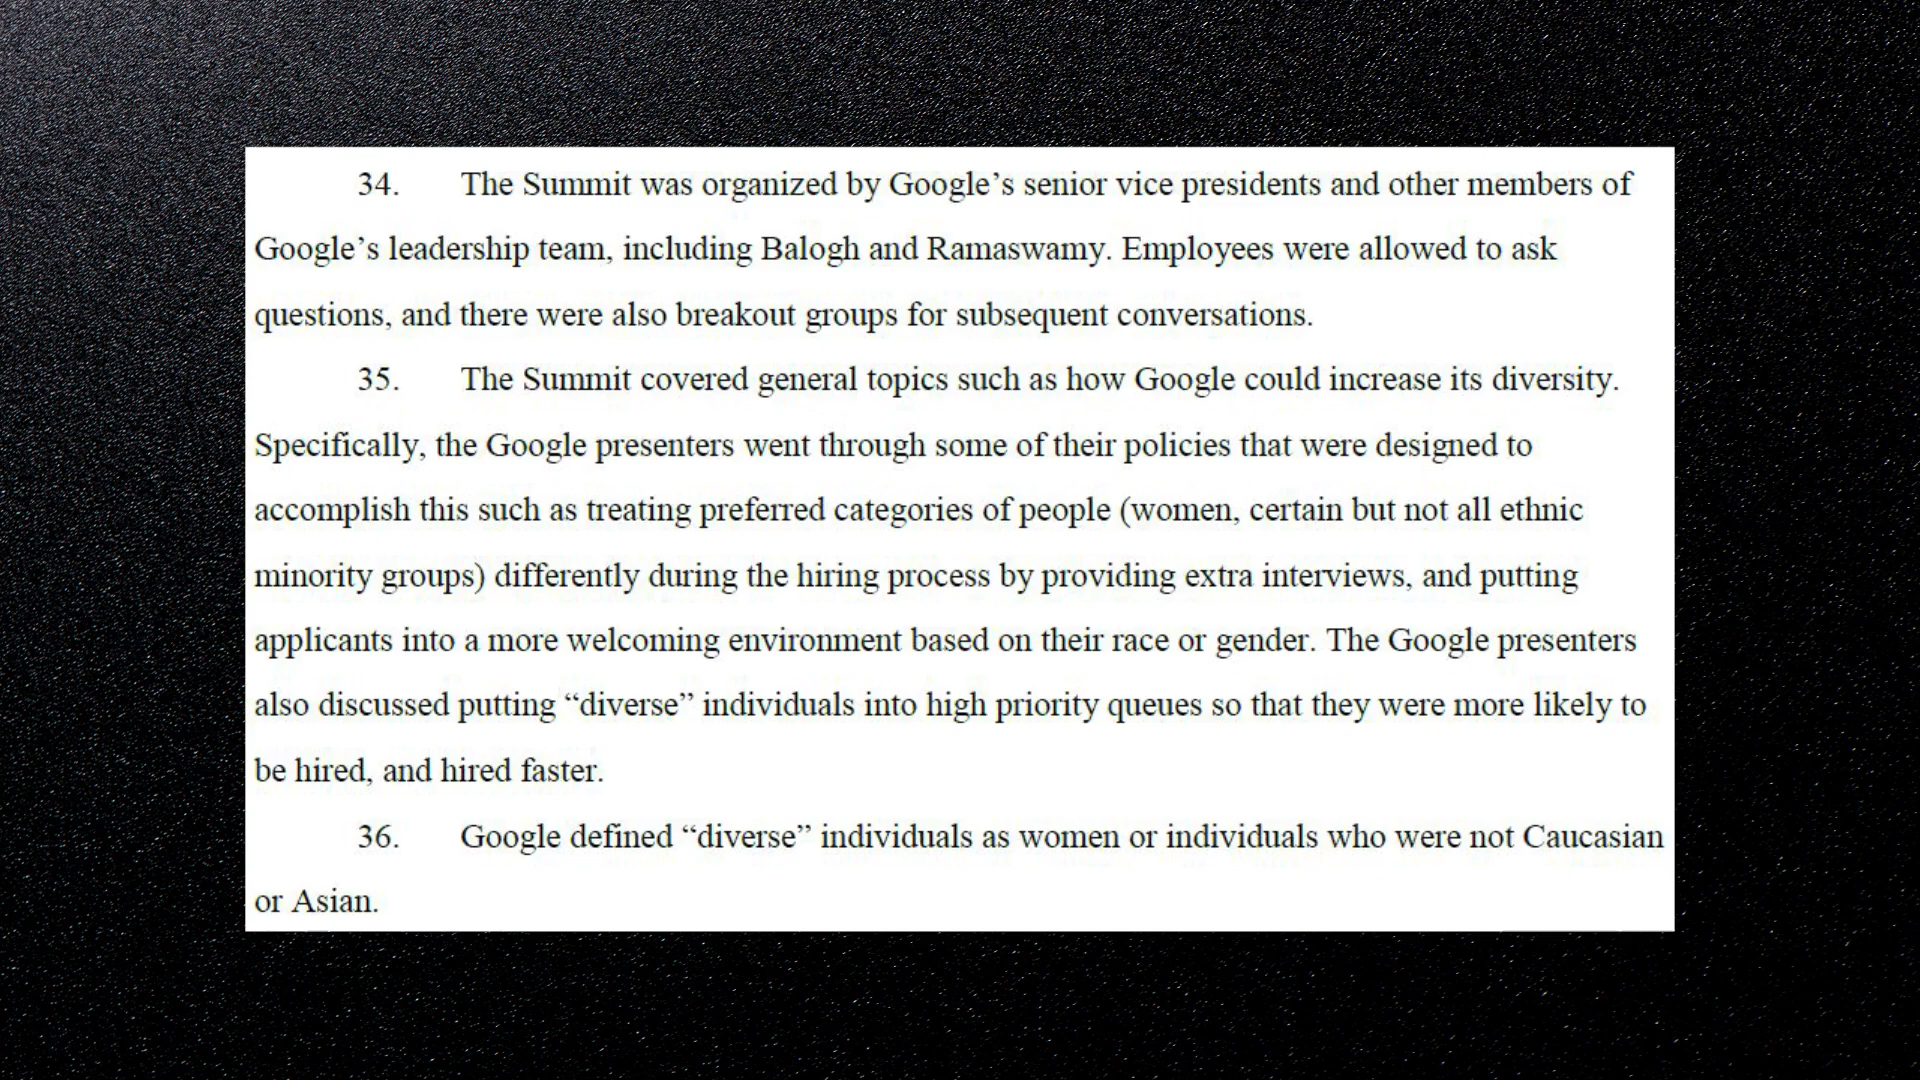 34. The Summit was organized by Google’s senior vice presidents and other members of
Google’s leadership team, including Balogh and Ramaswamy. Employees were allowed to ask
questions, and there were also breakout groups for subsequent conversations.
35. The Summit covered general topics such as how Google could increase its diversity.
Specifically, the Google presenters went through some of their policies that were designed to
accomplish this such as treating preferred categories of people (women, certain but not all ethnic
minority groups) differently during the hiring process by providing extra interviews, and putting
applicants into a more welcoming environment based on their race or gender. The Google presenters
also discussed putting “diverse” individuals into high priority queues so that they were more likely to
be hired, and hired faster.
36. Google defined “diverse” individuals as women or individuals who were not Caucasian
or Asian.